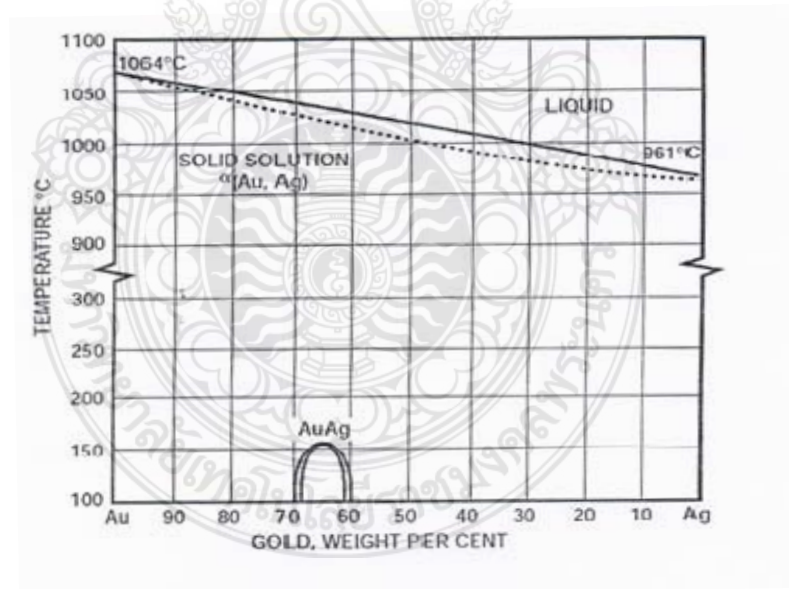 1100
1064°C
1050
LIQUID
1000
961°C
SOLID SOLUTION
α(Au, Ag)
950
900
TEMPERATURE °C
300
250
200
AuAg
150
100
Au 90 80 70 60 50 40 30 20 10 Ag
GOLD, WEIGHT PER CENT